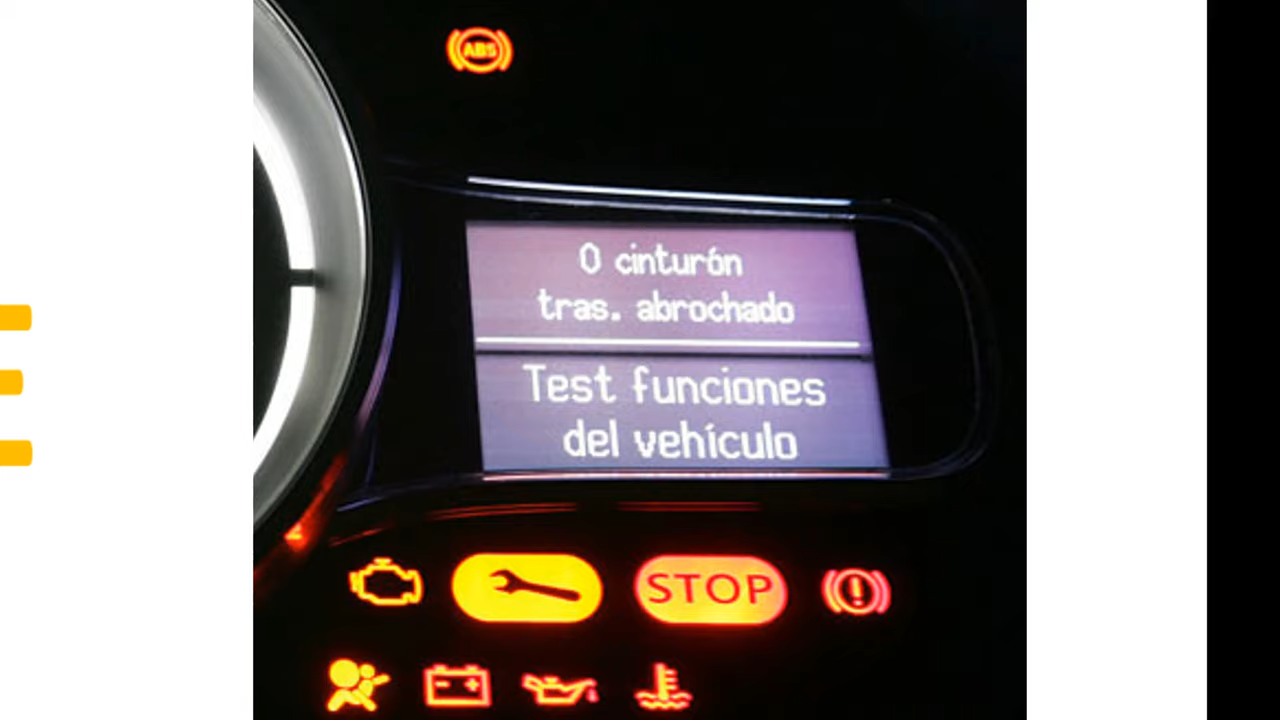 ABS
0 cinturón
tras. abrochado
Test funciones
del vehículo
STOP